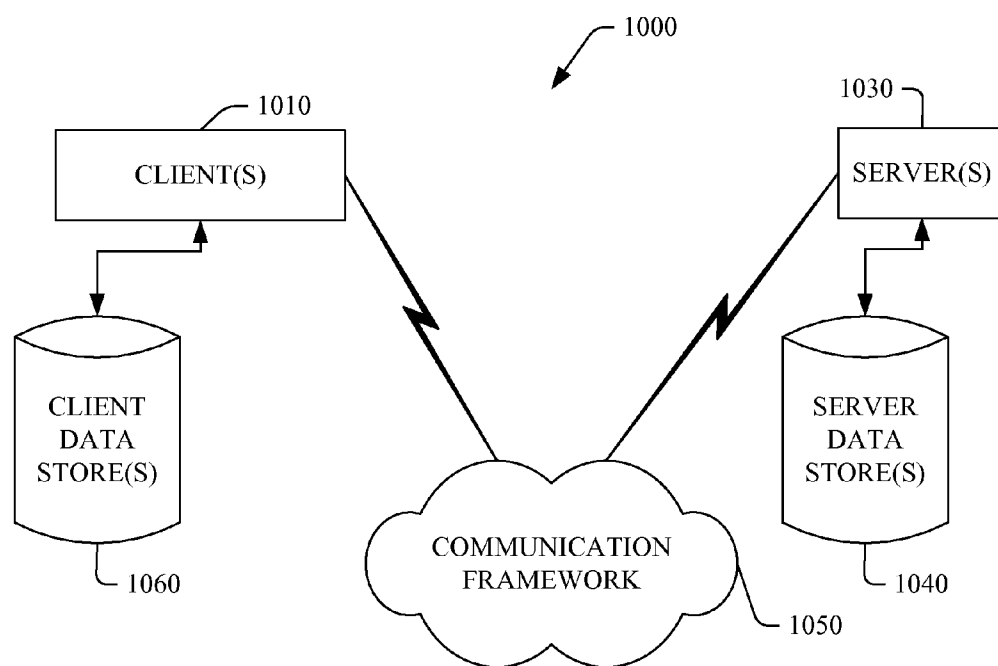 1000
1010
1030
CLIENT(S)
SERVER(S)
CLIENT
DATA
STORE(S)
SERVER
DATA
STORE(S)
COMMUNICATION
FRAMEWORK
1060
1040
1050